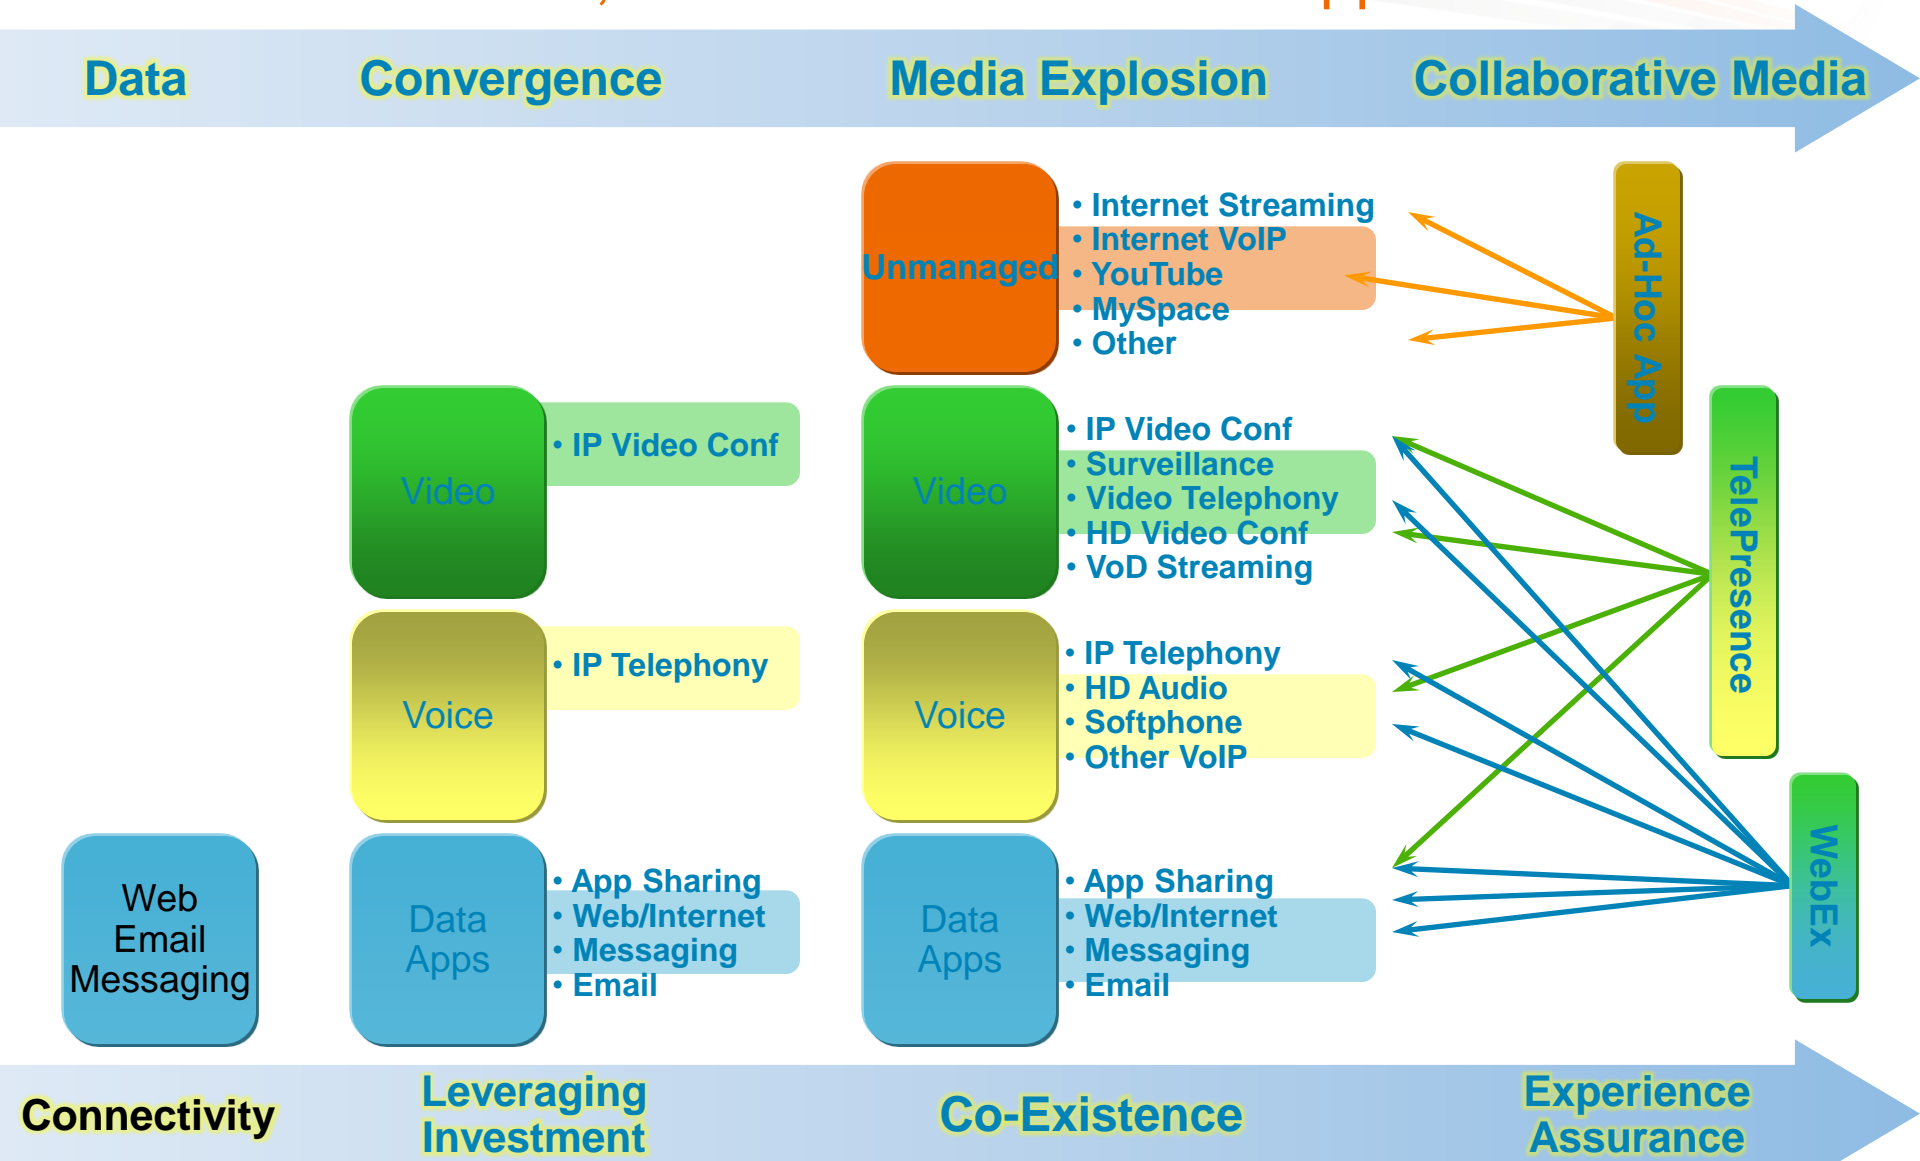 Data
Convergence
Media Explosion
Collaborative Media
Unmanaged
• Internet Streaming
• Internet VoIP
• YouTube
• MySpace
• Other
Ad-Hoc App
Video
• IP Video Conf
Video
• IP Video Conf
• Surveillance
• Video Telephony
• HD Video Conf
• VoD Streaming
TelePresence
Voice
• IP Telephony
Voice
• IP Telephony
• HD Audio
• Softphone
• Other VoIP
WebEx
Web
Email
Messaging
Data
Apps
• App Sharing
• Web/Internet
• Messaging
• Email
Data
Apps
• App Sharing
• Web/Internet
• Messaging
• Email
Connectivity
Leveraging
Investment
Co-Existence
Experience
Assurance